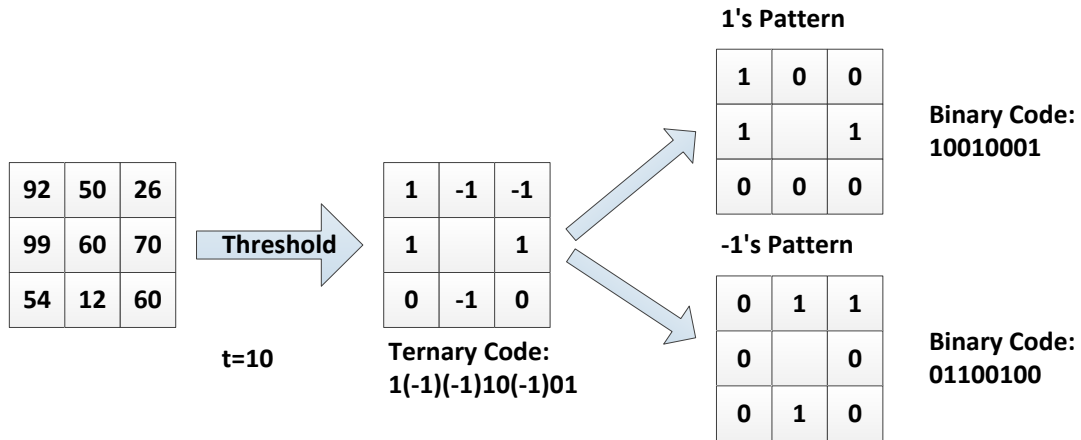 92 50 26
99 60 70
54 12 60
Threshold
t=10
1 -1 -1
1 1
0 -1 0
Ternary Code:
1(-1)(-1)10(-1)01
1's Pattern
1 0 0
1 1
0 0 0
Binary Code:
10010001
-1's Pattern
0 1 1
0 0
0 1 0
Binary Code:
01100100